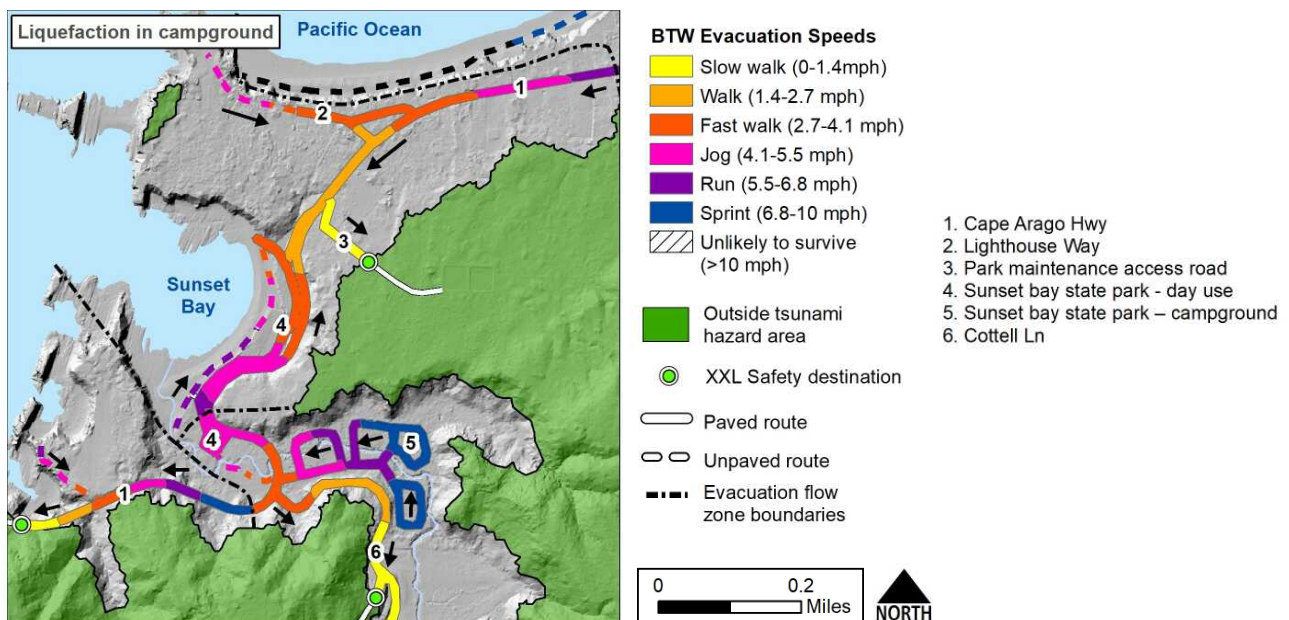 Liquefaction in campground
Pacific Ocean
1
2
3
Sunset
Bay
4
4
5
1
6
BTW Evacuation Speeds
Slow walk (0-1.4mph)
Walk (1.4-2.7 mph)
Fast walk (2.7-4.1 mph)
Jog (4.1-5.5 mph)
Run (5.5-6.8 mph)
Sprint (6.8-10 mph)
Unlikely to survive
(>10 mph)
Outside tsunami
hazard area
XXL Safety destination
Paved route
Unpaved route
Evacuation flow
zone boundaries
0 0.2
Miles
NORTH
1. Cape Arago Hwy
2. Lighthouse Way
3. Park maintenance access road
4. Sunset bay state park - day use
5. Sunset bay state park – campground
6. Cottell Ln